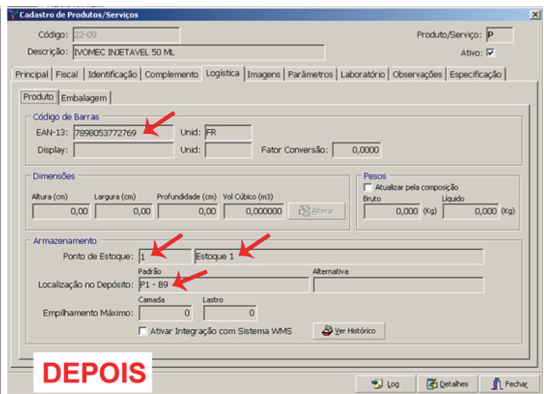 Cadastro de Produtos/Serviços
Código: 22-09 Produto/Serviço: P
Descrição: IVOMEC INJETAVEL 50 ML Ativo:
Principal Fiscal Identificação Complemento Logística Imagens Parâmetros Laboratório Observações Especificação
Produto Embalagem
Código de Barras
EAN-13: 7898053772769 Unid: FR
Display: Unid: Fator Conversão: 0,0000
Dimensões Pesos
Atualizar pela composição
Altura (cm) Largura (cm) Profundidade (cm) Vol Cúbico (m3) Bruto Líquido
0,00 0,00 0,00 0,000000 Alterar 0,000 (Kg) 0,000 (Kg)
Armazenamento
Ponto de Estoque: 1 Estoque 1
Padrão Alternativa
Localização no Depósito: P1 - B9
Camada Lastro
Empilhamento Máximo: 0 0
Ativar Integração com Sistema WMS Ver Histórico
DEPOIS
Log Detalhes Fechar